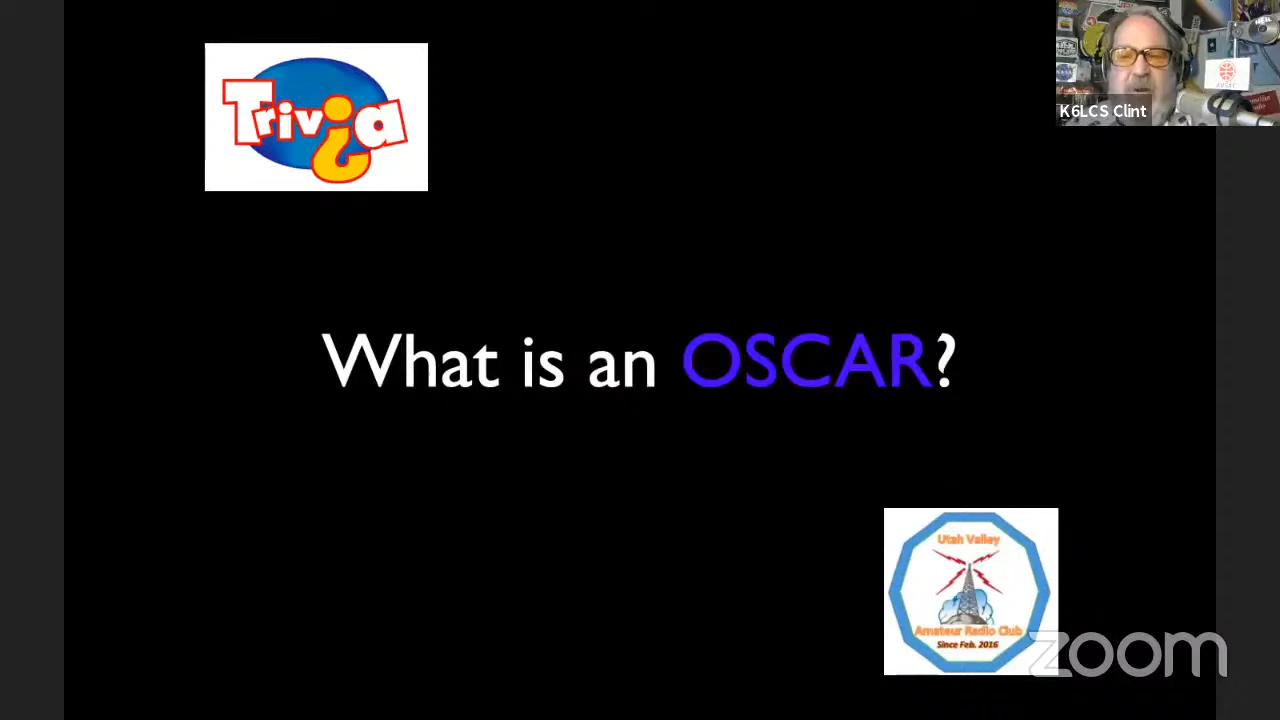 Trivia
K6LCS Clint
What is an OSCAR?
Utah Valley
Amateur Radio Club
Since Feb. 2016
zoom